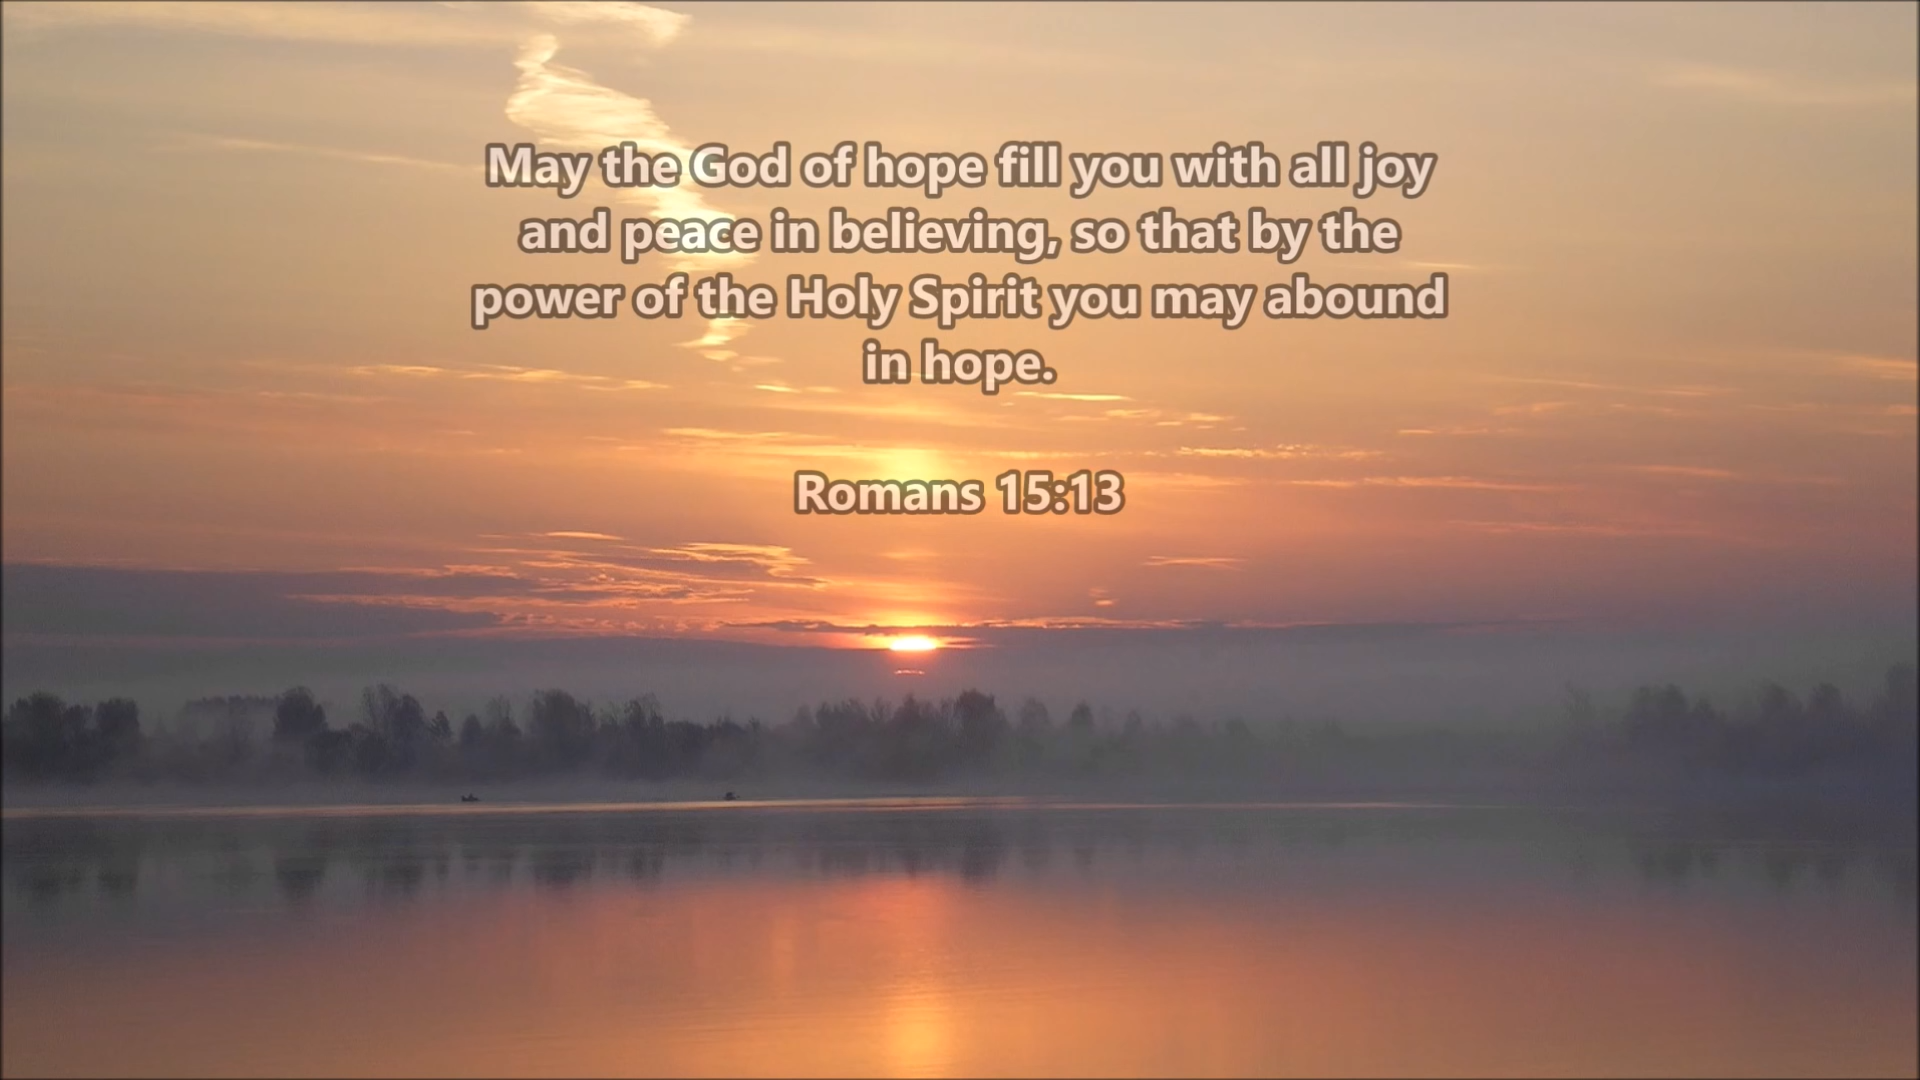 May the God of hope fill you with all joy
and peace in believing, so that by the
power of the Holy Spirit you may abound
in hope.
Romans 15:13